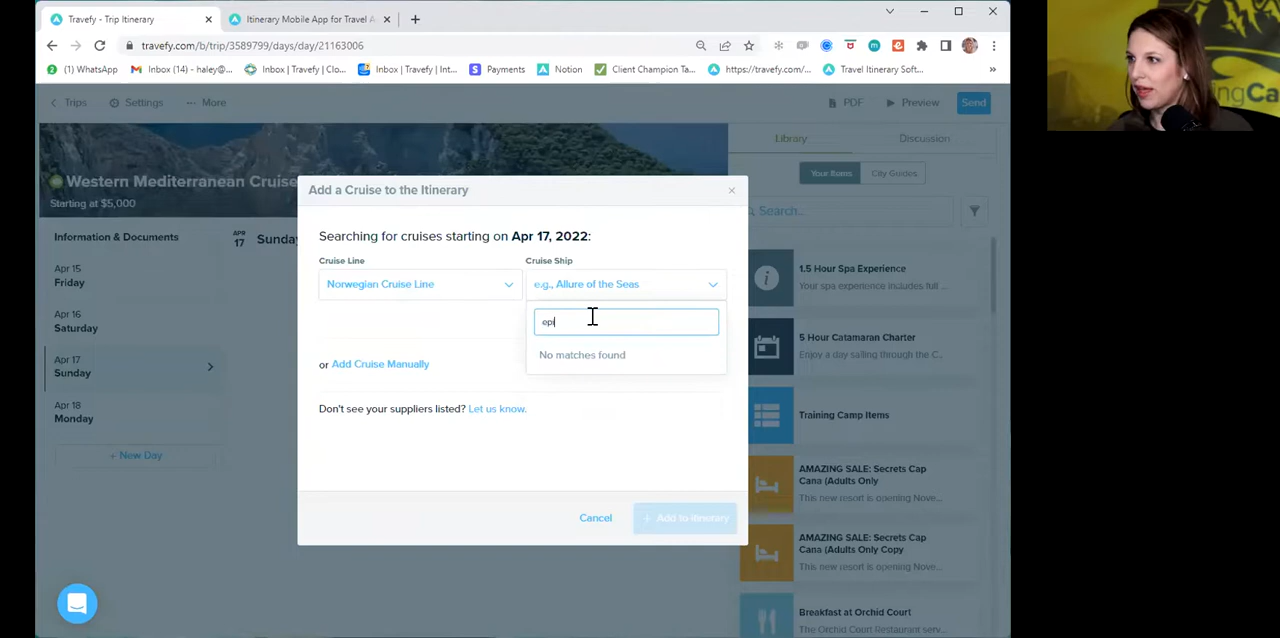 Travefy - Trip Itinerary
Itinerary Mobile App for Travel A
travefy.com/b/trip/3589799/days/day/21163006
(1) WhatsApp
Inbox (14) - haley@...
Inbox | Travefy | Clo...
Inbox | Travefy | Int...
Payments
Notion
Client Champion Ta...
https://travefy.com/...
Travel Itinerary Soft...
Trips
Settings
More
PDF
Preview
Send
Library
Discussion
Western Mediterranean Cruise
Starting at $5,000
Your Items
City Guides
Search...
Information & Documents
APR
17
Sunda
Apr 15
Friday
Apr 16
Saturday
Apr 17
Sunday
Apr 18
Monday
+ New Day
Add a Cruise to the Itinerary
Searching for cruises starting on Apr 17, 2022:
Cruise Line
Cruise Ship
Norwegian Cruise Line
e.g., Allure of the Seas
epi
No matches found
or Add Cruise Manually
Don't see your suppliers listed? Let us know.
Cancel
+ Add to Itinerary
1.5 Hour Spa Experience
Your spa experience includes full ...
5 Hour Catamaran Charter
Enjoy a day sailing through the C...
Training Camp Items
AMAZING SALE: Secrets Cap
Cana (Adults Only
This new resort is opening Nove...
AMAZING SALE: Secrets Cap
Cana (Adults Only Copy
This new resort is opening Nove...
Breakfast at Orchid Court
The Orchid Court Restaurant serv...
ingCa